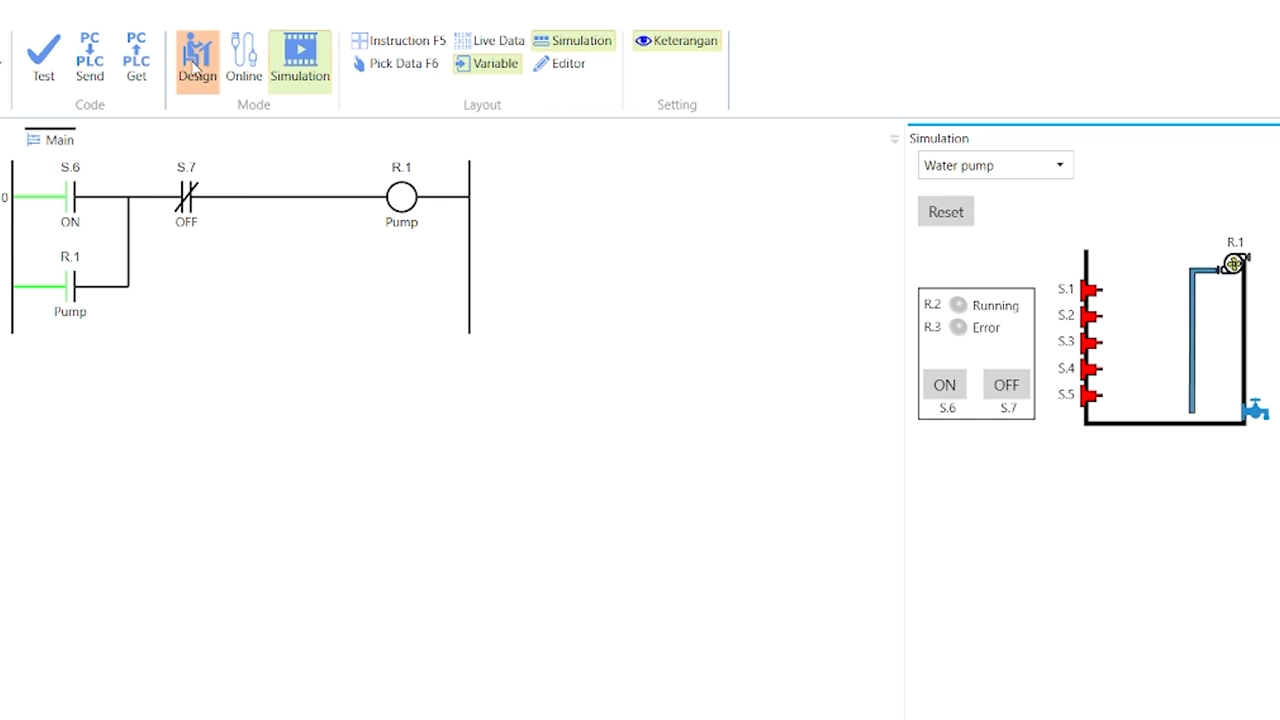 Test
PC PLC Send
PC PLC Get
Code
Design
Online
Simulation
Mode
Instruction F5
Live Data
Simulation
Pick Data F6
Variable
Editor
Layout
Keterangan
Setting
Main
0
S.6
ON
S.7
OFF
R.1
Pump
R.1
Pump
Simulation
Water pump
Reset
R.2 Running
R.3 Error
ON OFF
S.6 S.7
R.1
S.1
S.2
S.3
S.4
S.5